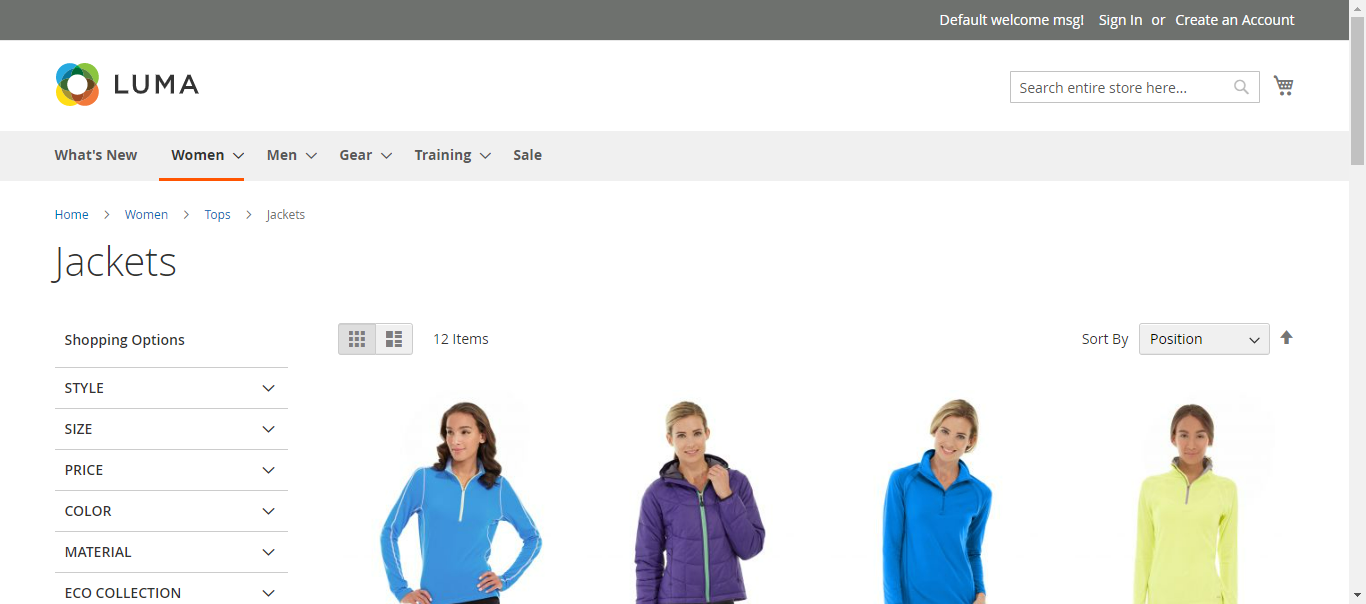 Default welcome msg! Sign In or Create an Account
LUMA
Search entire store here...
What's New Women Men Gear Training Sale
Home > Women > Tops > Jackets
Jackets
Shopping Options
12 Items
Sort By Position
STYLE
SIZE
PRICE
COLOR
MATERIAL
ECO COLLECTION